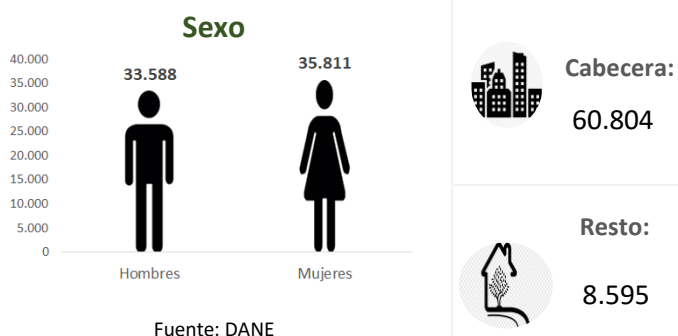 Sexo
40.000
35.000
30.000
25.000
20.000
15.000
10.000
5.000
0
33.588
35.811
Hombres
Mujeres
Fuente: DANE
Cabecera:
60.804
Resto:
8.595